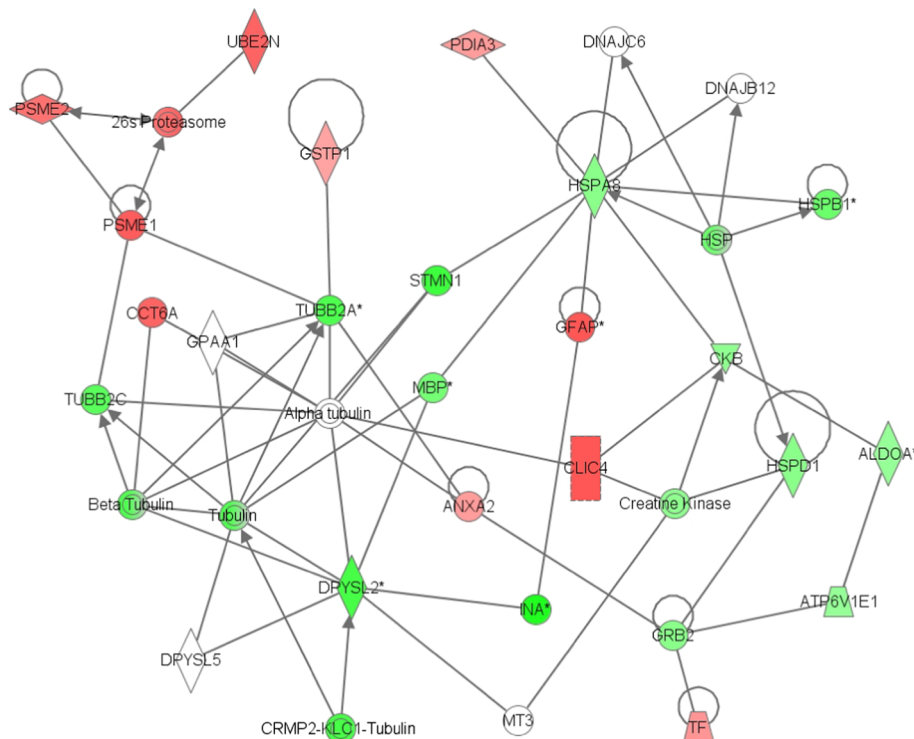 UBE2N
PDIA3
DNAJC6
DNAJB12
PSME2
26s Proteasome
GSTP1
HSPA8
HSPB1*
PSME1
HSP
STMN1
CCT6A
TUBB2A*
GFAP*
GPAA1
CKB
TUBB2C
MBP*
Alpha tubulin
CLIC4
HSPD1
ALDOA*
Beta Tubulin
Tubulin
ANXA2
Creatine Kinase
DPYSL2*
INA*
ATP6V1E1
GRB2
DPYSL5
CRMP2-KLC1-Tubulin
MT3
TF